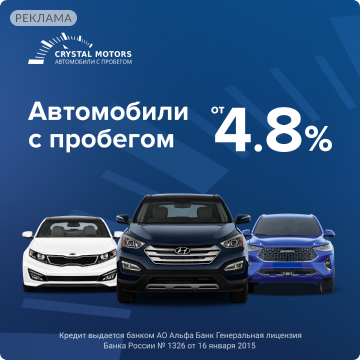 РЕКЛАМА
CRYSTAL MOTORS
АВТОМОБИЛИ С ПРОБЕГОМ
Автомобили
с пробегом
от
4.8%
Кредит выдается банком АО Альфа Банк Генеральная лицензия
Банка России № 1326 от 16 января 2015